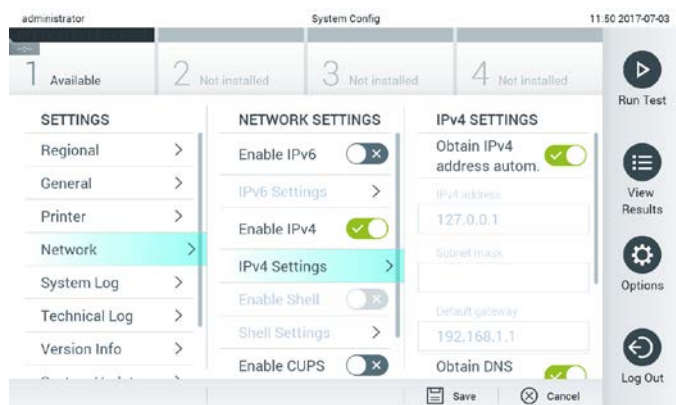 administrator System Config 11:50 2017-07-03
1 Available 2 Not installed 3 Not installed 4 Not installed
Run Test
SETTINGS
Regional
General
Printer
Network
System Log
Technical Log
Version Info
NETWORK SETTINGS
Enable IPv6
IPv6 Settings
Enable IPv4
IPv4 Settings
Enable Shell
Shell Settings
Enable CUPS
IPv4 SETTINGS
Obtain IPv4
address autom.
IPv4 address
127.0.0.1
Subnet mask
Default gateway
192.168.1.1
Obtain DNS
View
Results
Options
Log Out
Save Cancel